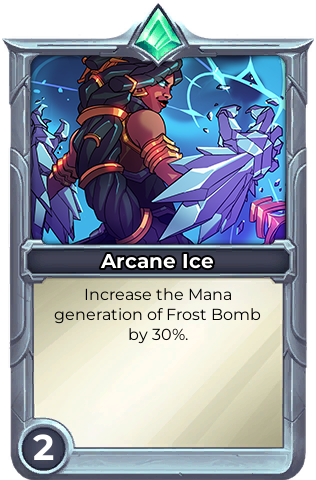 Arcane Ice
Increase the Mana
generation of Frost Bomb
by 30%.
2